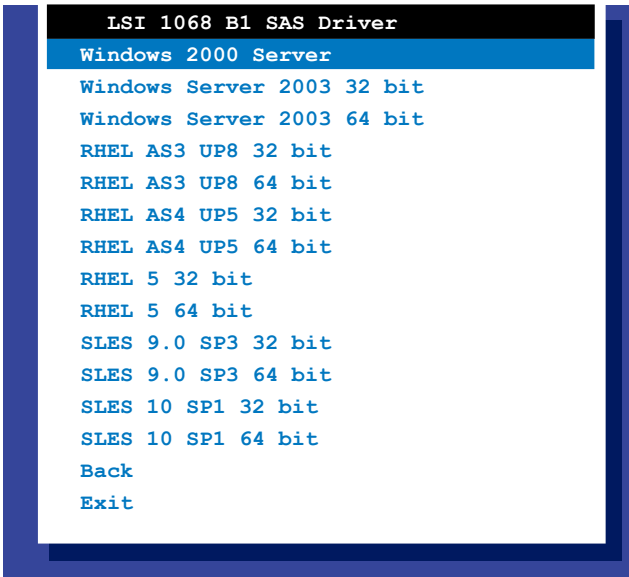 LSI 1068 B1 SAS Driver
Windows 2000 Server
Windows Server 2003 32 bit
Windows Server 2003 64 bit
RHEL AS3 UP8 32 bit
RHEL AS3 UP8 64 bit
RHEL AS4 UP5 32 bit
RHEL AS4 UP5 64 bit
RHEL 5 32 bit
RHEL 5 64 bit
SLES 9.0 SP3 32 bit
SLES 9.0 SP3 64 bit
SLES 10 SP1 32 bit
SLES 10 SP1 64 bit
Back
Exit